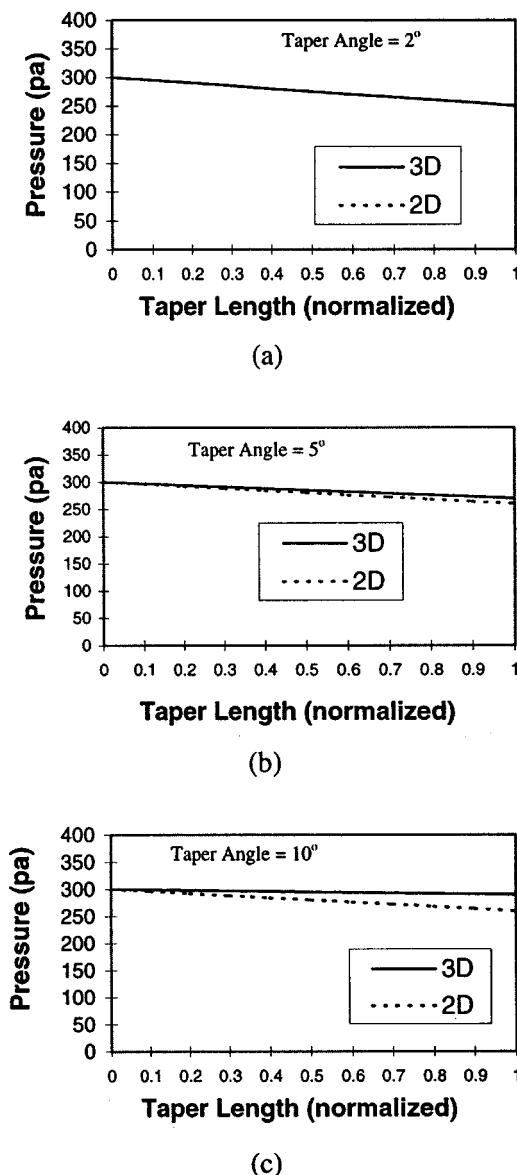 Taper Angle = 2°
Pressure (pa)
400
350
300
250
200
150
100
50
0
3D
2D
0 0.1 0.2 0.3 0.4 0.5 0.6 0.7 0.8 0.9 1
Taper Length (normalized)
(a)
Taper Angle = 5°
Pressure (pa)
400
350
300
250
200
150
100
50
0
3D
2D
0 0.1 0.2 0.3 0.4 0.5 0.6 0.7 0.8 0.9 1
Taper Length (normalized)
(b)
Taper Angle = 10°
Pressure (pa)
400
350
300
250
200
150
100
50
0
3D
2D
0 0.1 0.2 0.3 0.4 0.5 0.6 0.7 0.8 0.9 1
Taper Length (normalized)
(c)